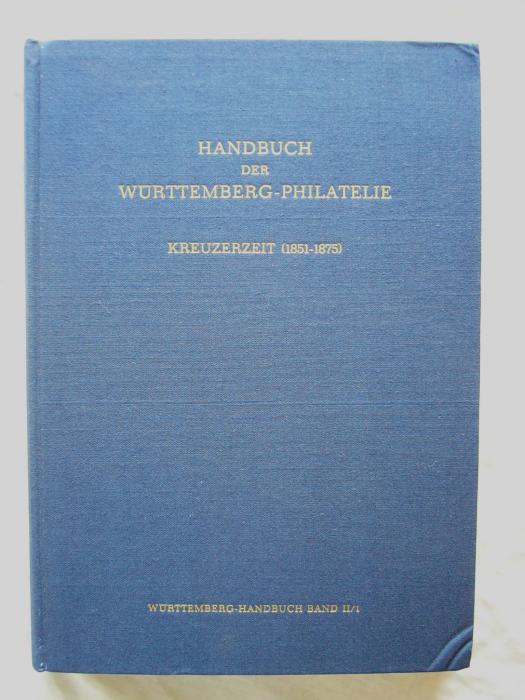 HANDBUCH
DER
WÜRTTEMBERG-PHILATELIE
KREUZERZEIT (1851-1875)
WÜRTTEMBERG-HANDBUCH BAND II/1